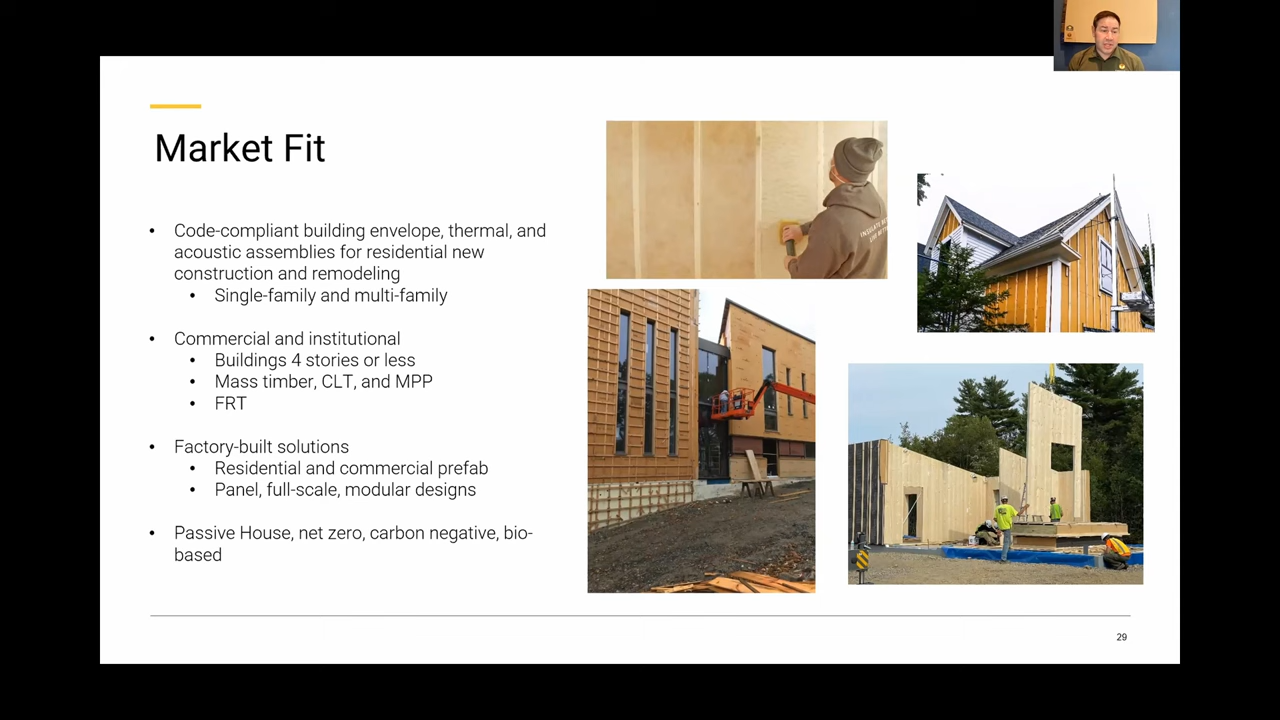 Market Fit
• Code-compliant building envelope, thermal, and
acoustic assemblies for residential new
construction and remodeling
• Single-family and multi-family
• Commercial and institutional
• Buildings 4 stories or less
• Mass timber, CLT, and MPP
• FRT
• Factory-built solutions
• Residential and commercial prefab
• Panel, full-scale, modular designs
• Passive House, net zero, carbon negative, bio-
based
29